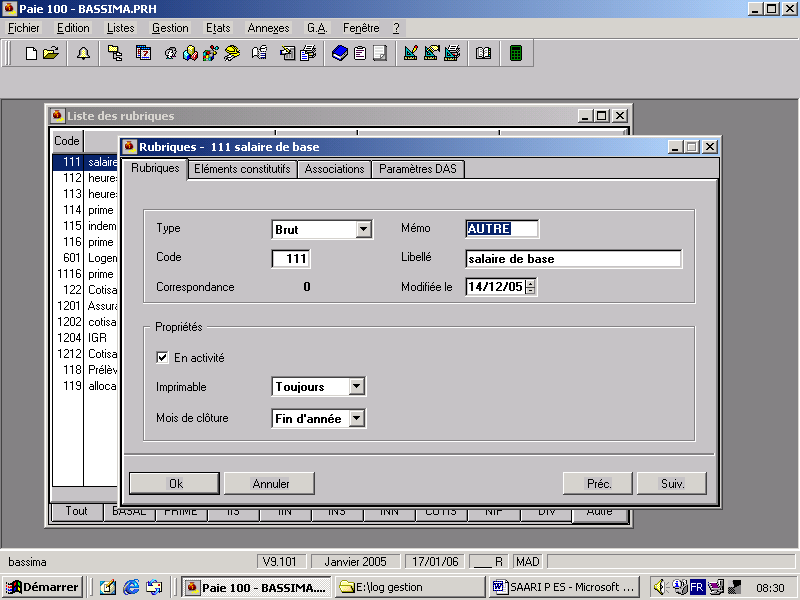 Paie 100 - BASSIMA.PRH
Fichier Edition Listes Gestion Etats Annexes G.A. Fenêtre ?
Liste des rubriques
Code
Rubriques - 111 salaire de base
Rubriques Eléments constitutifs Associations Paramètres DAS
111 salaire
112 heure
113 heure
114 prime
115 indem
116 prime
601 Logen
1116 prime
122 Cotisa
1201 Assura
1202 cotisa
1204 IGR
1212 Cotisa
118 Prélèv
119 alloca
Type Brut Mémo AUTRE
Code 111 Libellé salaire de base
Correspondance 0 Modifiée le 14/12/05
Propriétés
En activité
Imprimable Toujours
Mois de clôture Fin d'année
Ok Annuler Préc. Suiv.
Tout BASAL PRIME IIS IIN INS INN COTIS NIF DIV Autre
bassima V9.101 Janvier 2005 17/01/06 ___ R MAD
Démarrer Paie 100 - BASSIMA.... E:\log gestion SAARI P ES - Microsoft ... FR 08:30